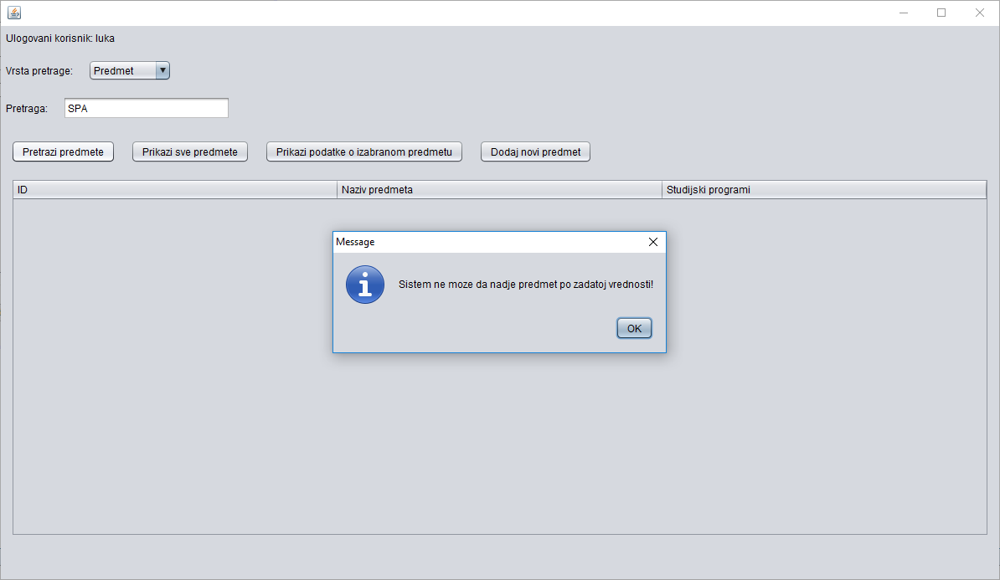 Ulogovani korisnik: luka
Vrsta pretrage: Predmet
Pretraga: SPA
Pretrazi predmete Prikazi sve predmete Prikazi podatke o izabranom predmetu Dodaj novi predmet
ID Naziv predmeta Studijski programi
Message
Sistem ne moze da nadje predmet po zadatoj vrednosti!
OK